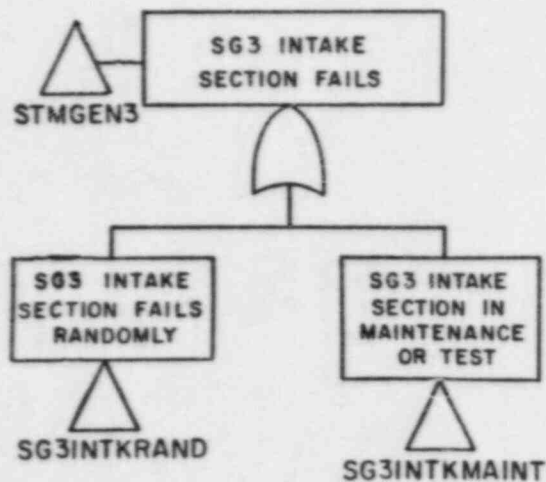 SG3 INTAKE
SECTION FAILS
STMGEN3
SG3 INTAKE
SECTION FAILS
RANDOMLY
SG3 INTAKE
SECTION IN
MAINTENANCE
OR TEST
SG3INTKRAND
SG3INTKMAINT